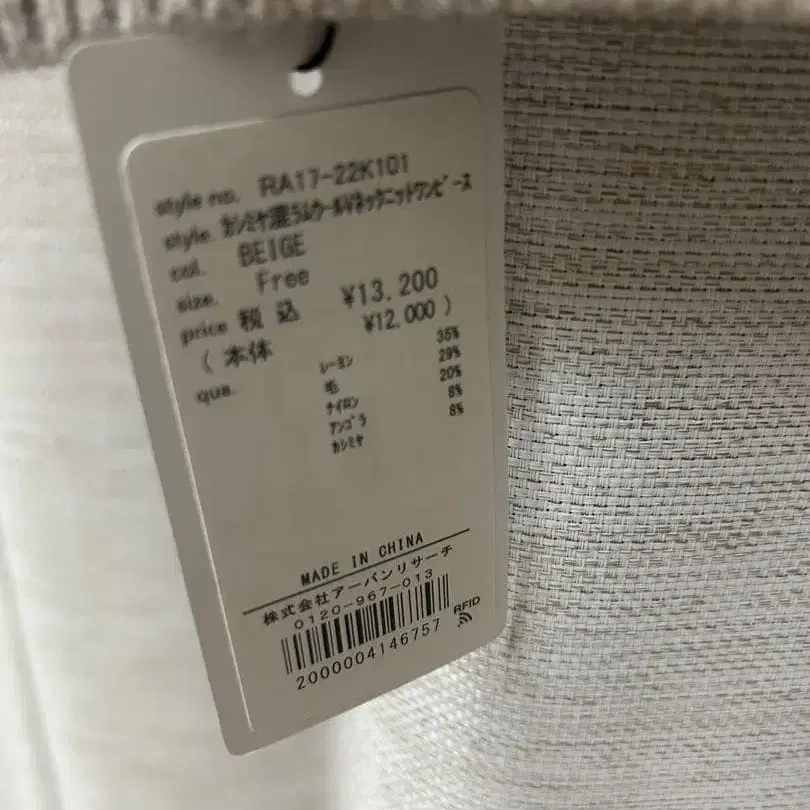 style no. RA17-22K101
style. ｶｼﾐﾔ混ﾗﾑｳｰﾙVﾈｯｸﾆｯﾄﾜﾝﾋﾟｰｽ
col. BEIGE
size. Free
price 税込 ¥13,200
(本体 ¥12,000)
qua. ﾚｰﾖﾝ 35%
毛 29%
ﾅｲﾛﾝ 20%
ｱﾝｺﾞﾗ 8%
ｶｼﾐﾔ 8%
MADE IN CHINA
株式会社アーバンリサーチ
0120-967-013
RFID
2000004146757